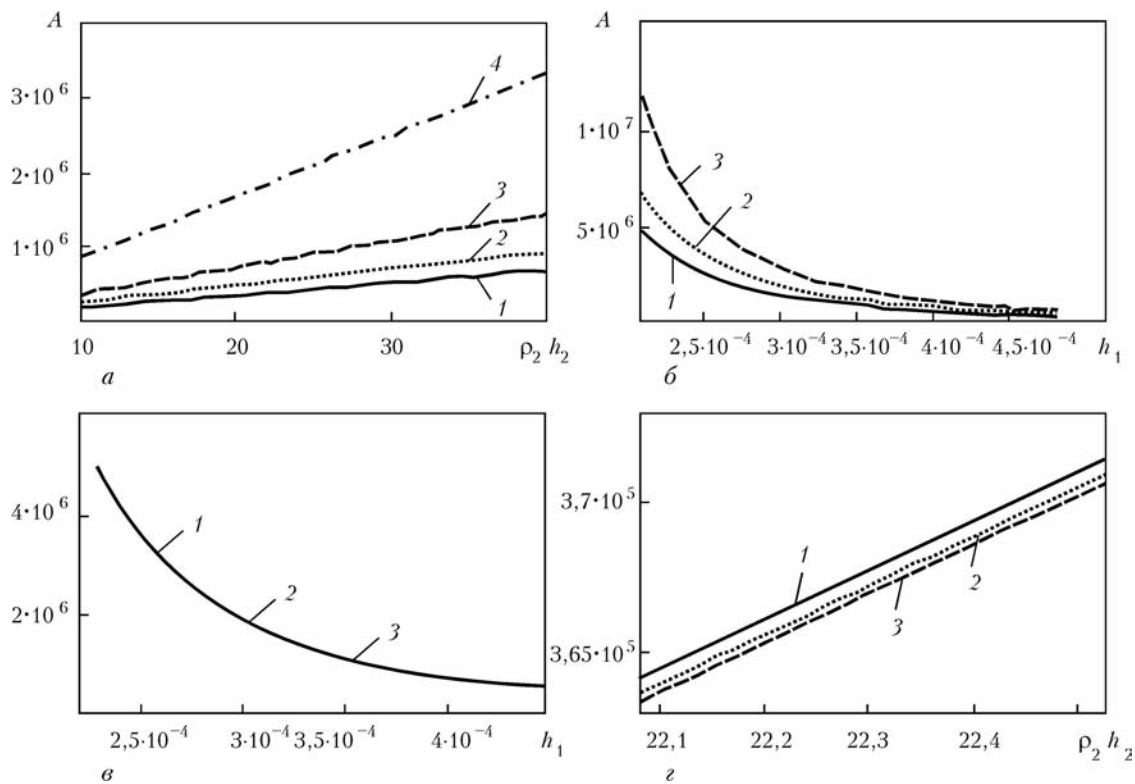 A
A
4
3·10⁶
1·10⁷
2·10⁶
3
3
2
1·10⁶
2
5·10⁶
1
1
10 20 30 ρ₂ h₂
2,5·10⁻⁴ 3·10⁻⁴ 3,5·10⁻⁴ 4·10⁻⁴ 4,5·10⁻⁴ h₁
а
б
4·10⁶
1
2
3
2·10⁶
3,7·10⁵
1
2
3
3,65·10⁵
2,5·10⁻⁴ 3·10⁻⁴ 3,5·10⁻⁴ 4·10⁻⁴ h₁
22,1 22,2 22,3 22,4 ρ₂ h₂
в
г